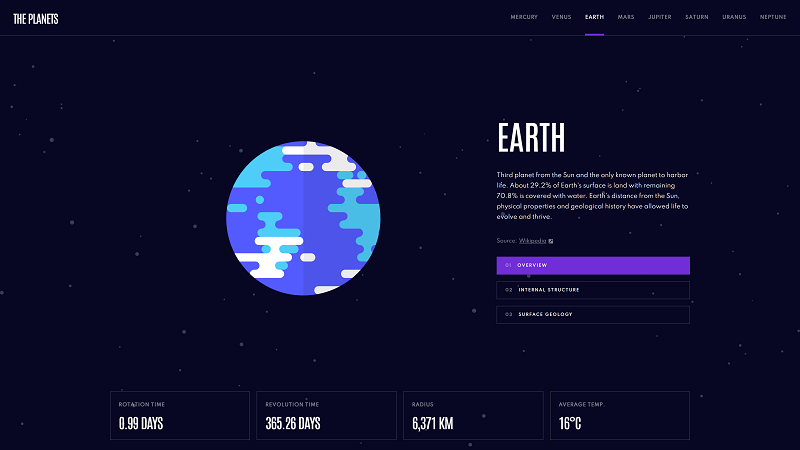 THE PLANETS
MERCURY VENUS EARTH MARS JUPITER SATURN URANUS NEPTUNE
EARTH
Third planet from the Sun and the only known planet to harbor
life. About 29.2% of Earth's surface is land with remaining
70.8% is covered with water. Earth's distance from the Sun,
physical properties and geological history have allowed life to
evolve and thrive.
Source: Wikipedia
01 OVERVIEW
02 INTERNAL STRUCTURE
03 SURFACE GEOLOGY
ROTATION TIME
0.99 DAYS
REVOLUTION TIME
365.26 DAYS
RADIUS
6,371 KM
AVERAGE TEMP.
16°C